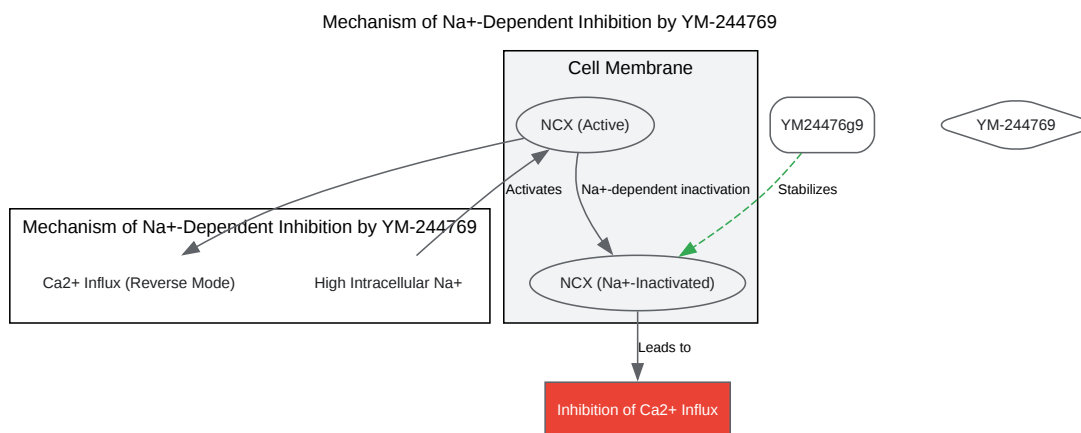 Mechanism of Na+-Dependent Inhibition by YM-244769
Cell Membrane
NCX (Active)
YM24476g9
YM-244769
Activates
Na+-dependent inactivation
Stabilizes
Mechanism of Na+-Dependent Inhibition by YM-244769
Ca2+ Influx (Reverse Mode)
High Intracellular Na+
NCX (Na+-Inactivated)
Leads to
Inhibition of Ca2+ Influx